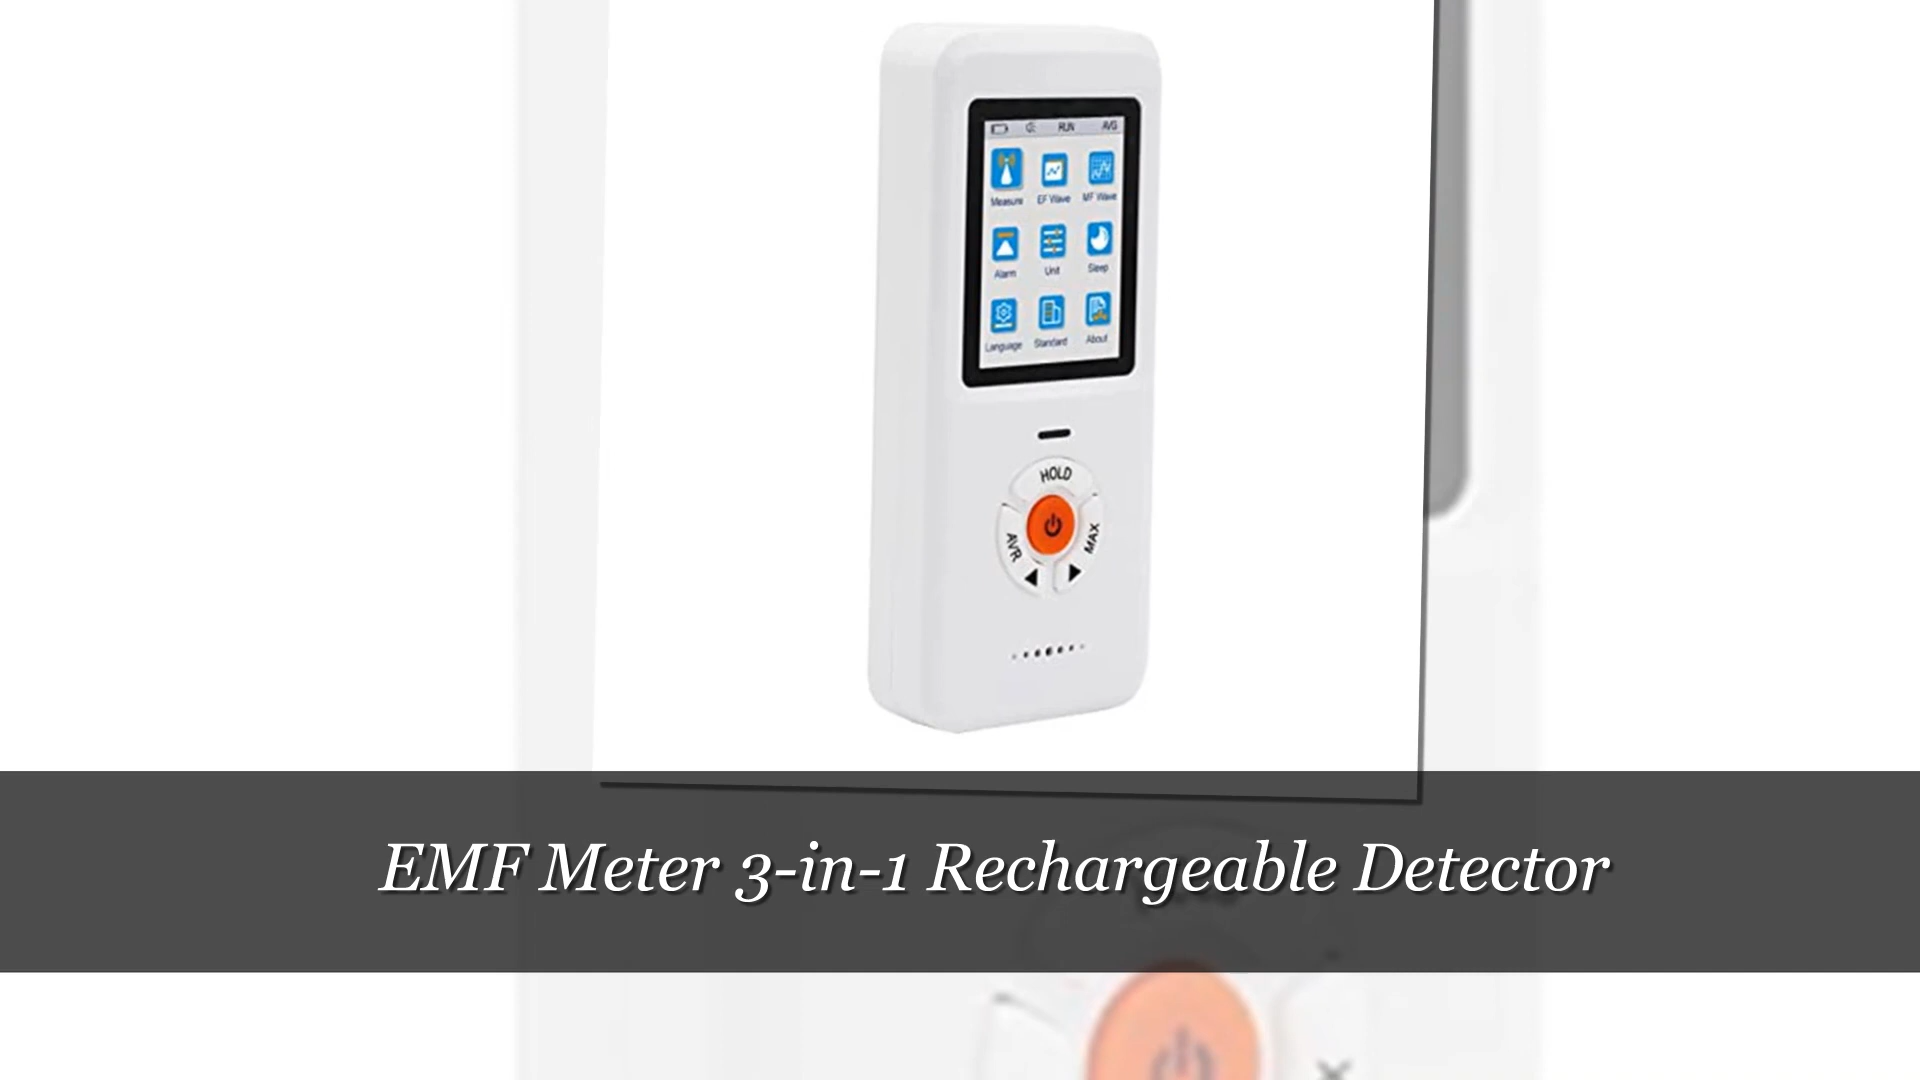 RUN AVG
Measure EF Wave MF Wave
Alarm Unit Sleep
Language Standard About
HOLD
AVR MAX
EMF Meter 3-in-1 Rechargeable Detector